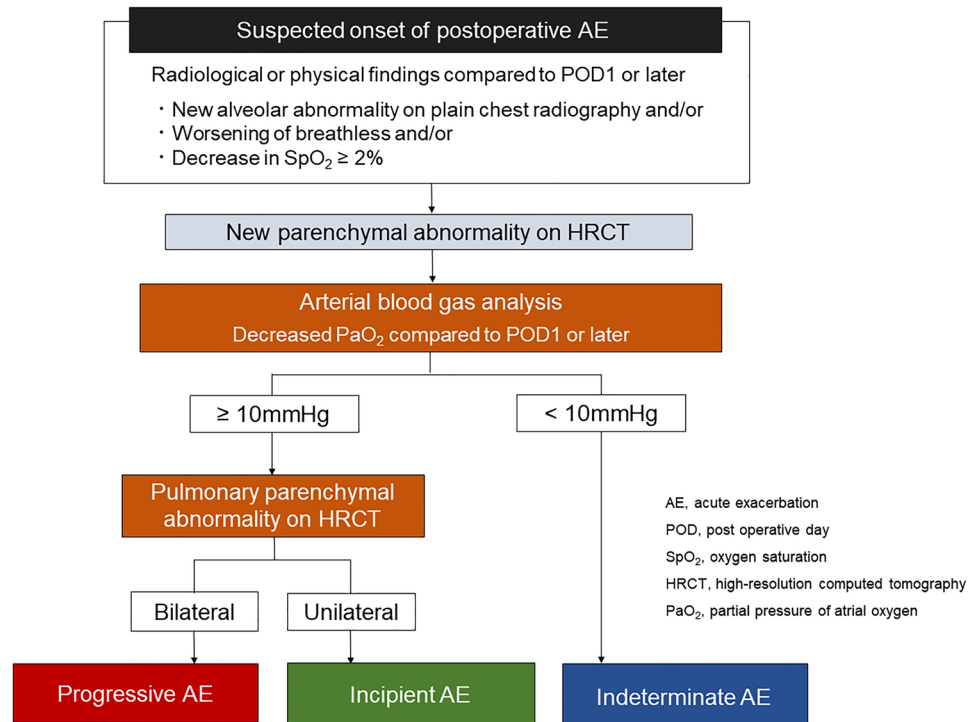 Suspected onset of postoperative AE
Radiological or physical findings compared to POD1 or later
・New alveolar abnormality on plain chest radiography and/or
・Worsening of breathless and/or
・Decrease in SpO₂ ≥ 2%
New parenchymal abnormality on HRCT
Arterial blood gas analysis
Decreased PaO₂ compared to POD1 or later
≥ 10mmHg
< 10mmHg
Pulmonary parenchymal
abnormality on HRCT
Bilateral
Unilateral
AE, acute exacerbation
POD, post operative day
SpO₂, oxygen saturation
HRCT, high-resolution computed tomography
PaO₂, partial pressure of atrial oxygen
Progressive AE
Incipient AE
Indeterminate AE